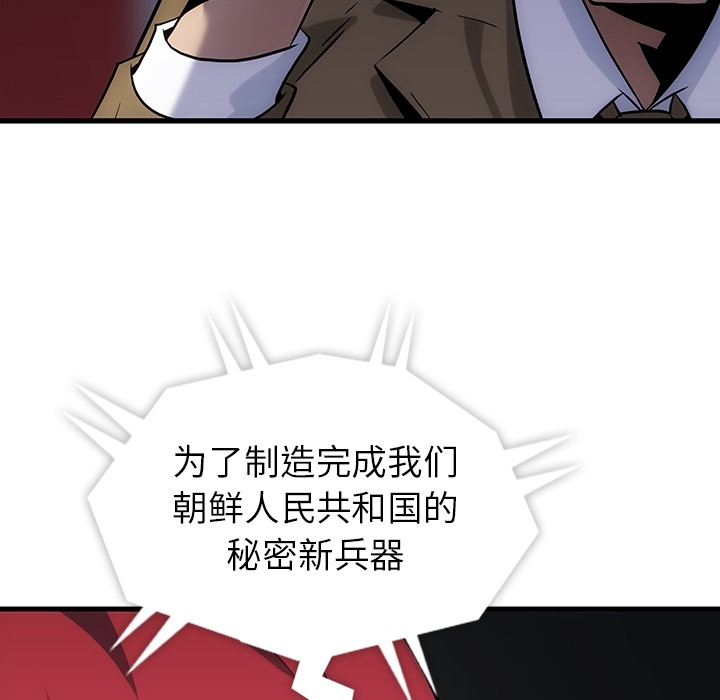 为了制造完成我们
朝鲜人民共和国的
秘密新兵器